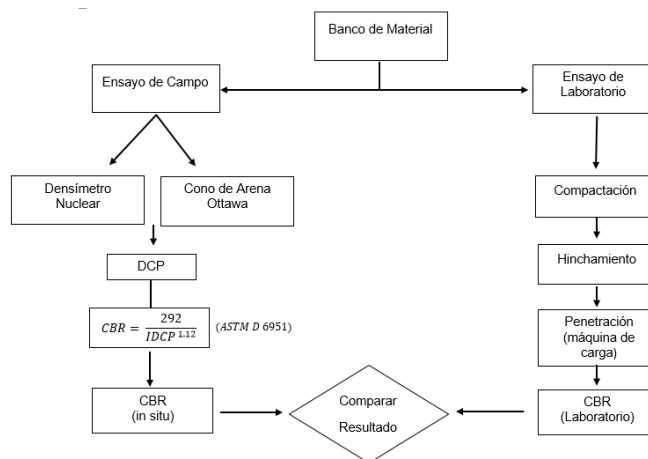 Banco de Material
Ensayo de Campo
Ensayo de
Laboratorio
Densímetro
Nuclear
Cono de Arena
Ottawa
Compactación
DCP
Hinchamiento
CBR = 292 / IDCP^1.12 (ASTM D 6951)
Penetración
(máquina de
carga)
CBR
(in situ)
Comparar
Resultado
CBR
(Laboratorio)